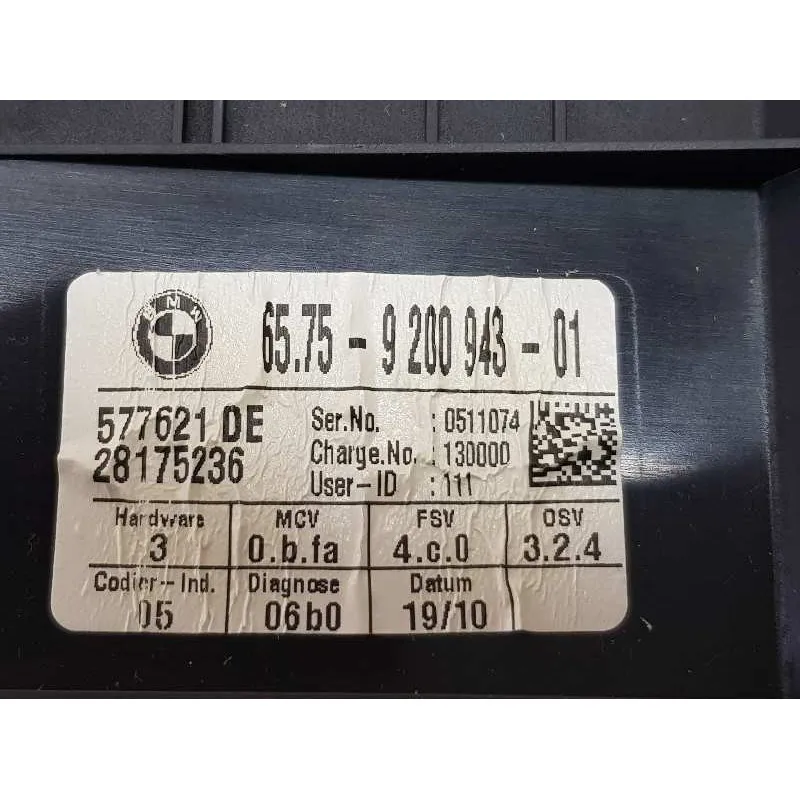 BMW
65.75 - 9 200 943 - 01
577621 DE
28175236
Ser.No. : 0511074
Charge.No. : 130000
User-ID : 111
Hardware MCV FSV OSV
3 0.b.fa 4.c.0 3.2.4
Codier-Ind. Diagnose Datum
05 06b0 19/10